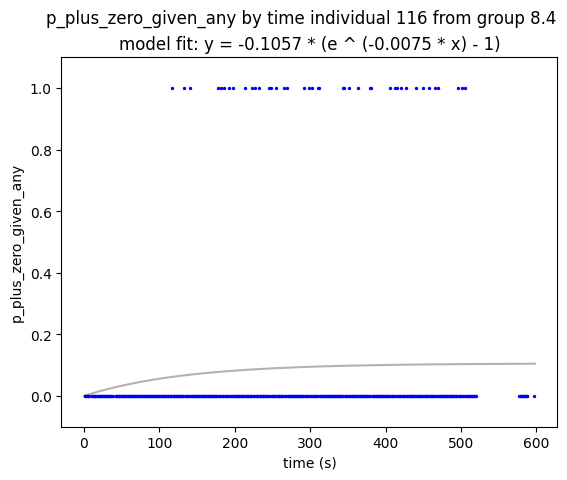 p_plus_zero_given_any by time individual 116 from group 8.4
model fit: y = -0.1057 * (e ^ (-0.0075 * x) - 1)
1.0
0.8
0.6
0.4
0.2
0.0
p_plus_zero_given_any
0 100 200 300 400 500 600
time (s)